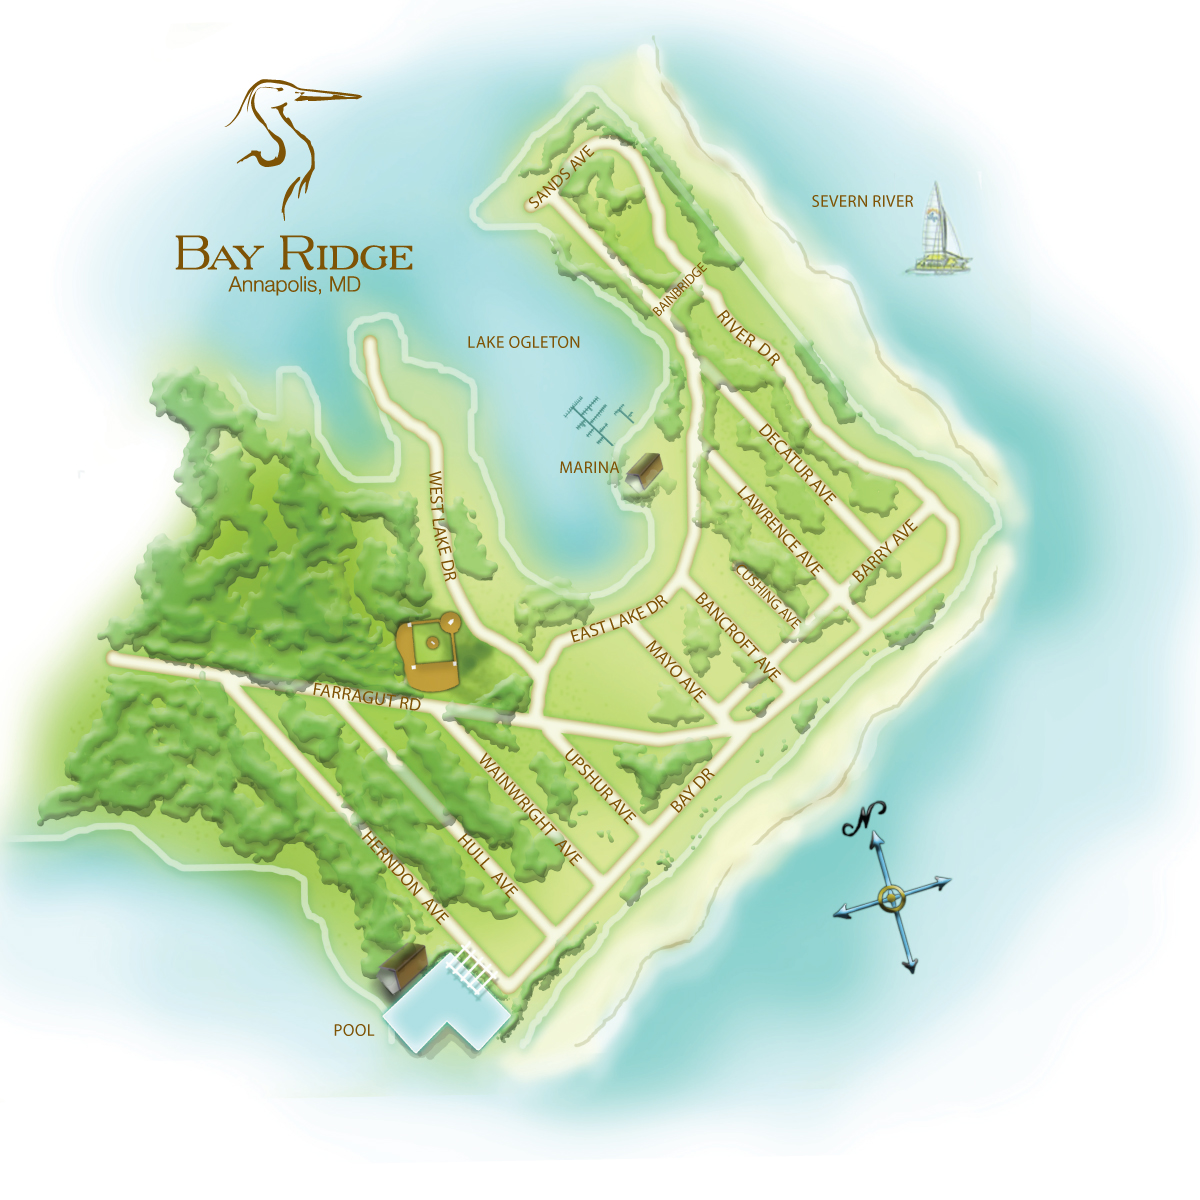 BAY RIDGE
Annapolis, MD
SEVERN RIVER
SANDS AVE
BAINBRIDGE
RIVER DR
LAKE OGLETON
MARINA
DECATUR AVE
LAWRENCE AVE
BARRY AVE
CUSHING AVE
WEST LAKE DR
EAST LAKE DR
BANCROFT AVE
MAYO AVE
FARRAGUT RD
UPSHUR AVE
BAY DR
WAINWRIGHT AVE
HULL AVE
HERNDON AVE
N
POOL